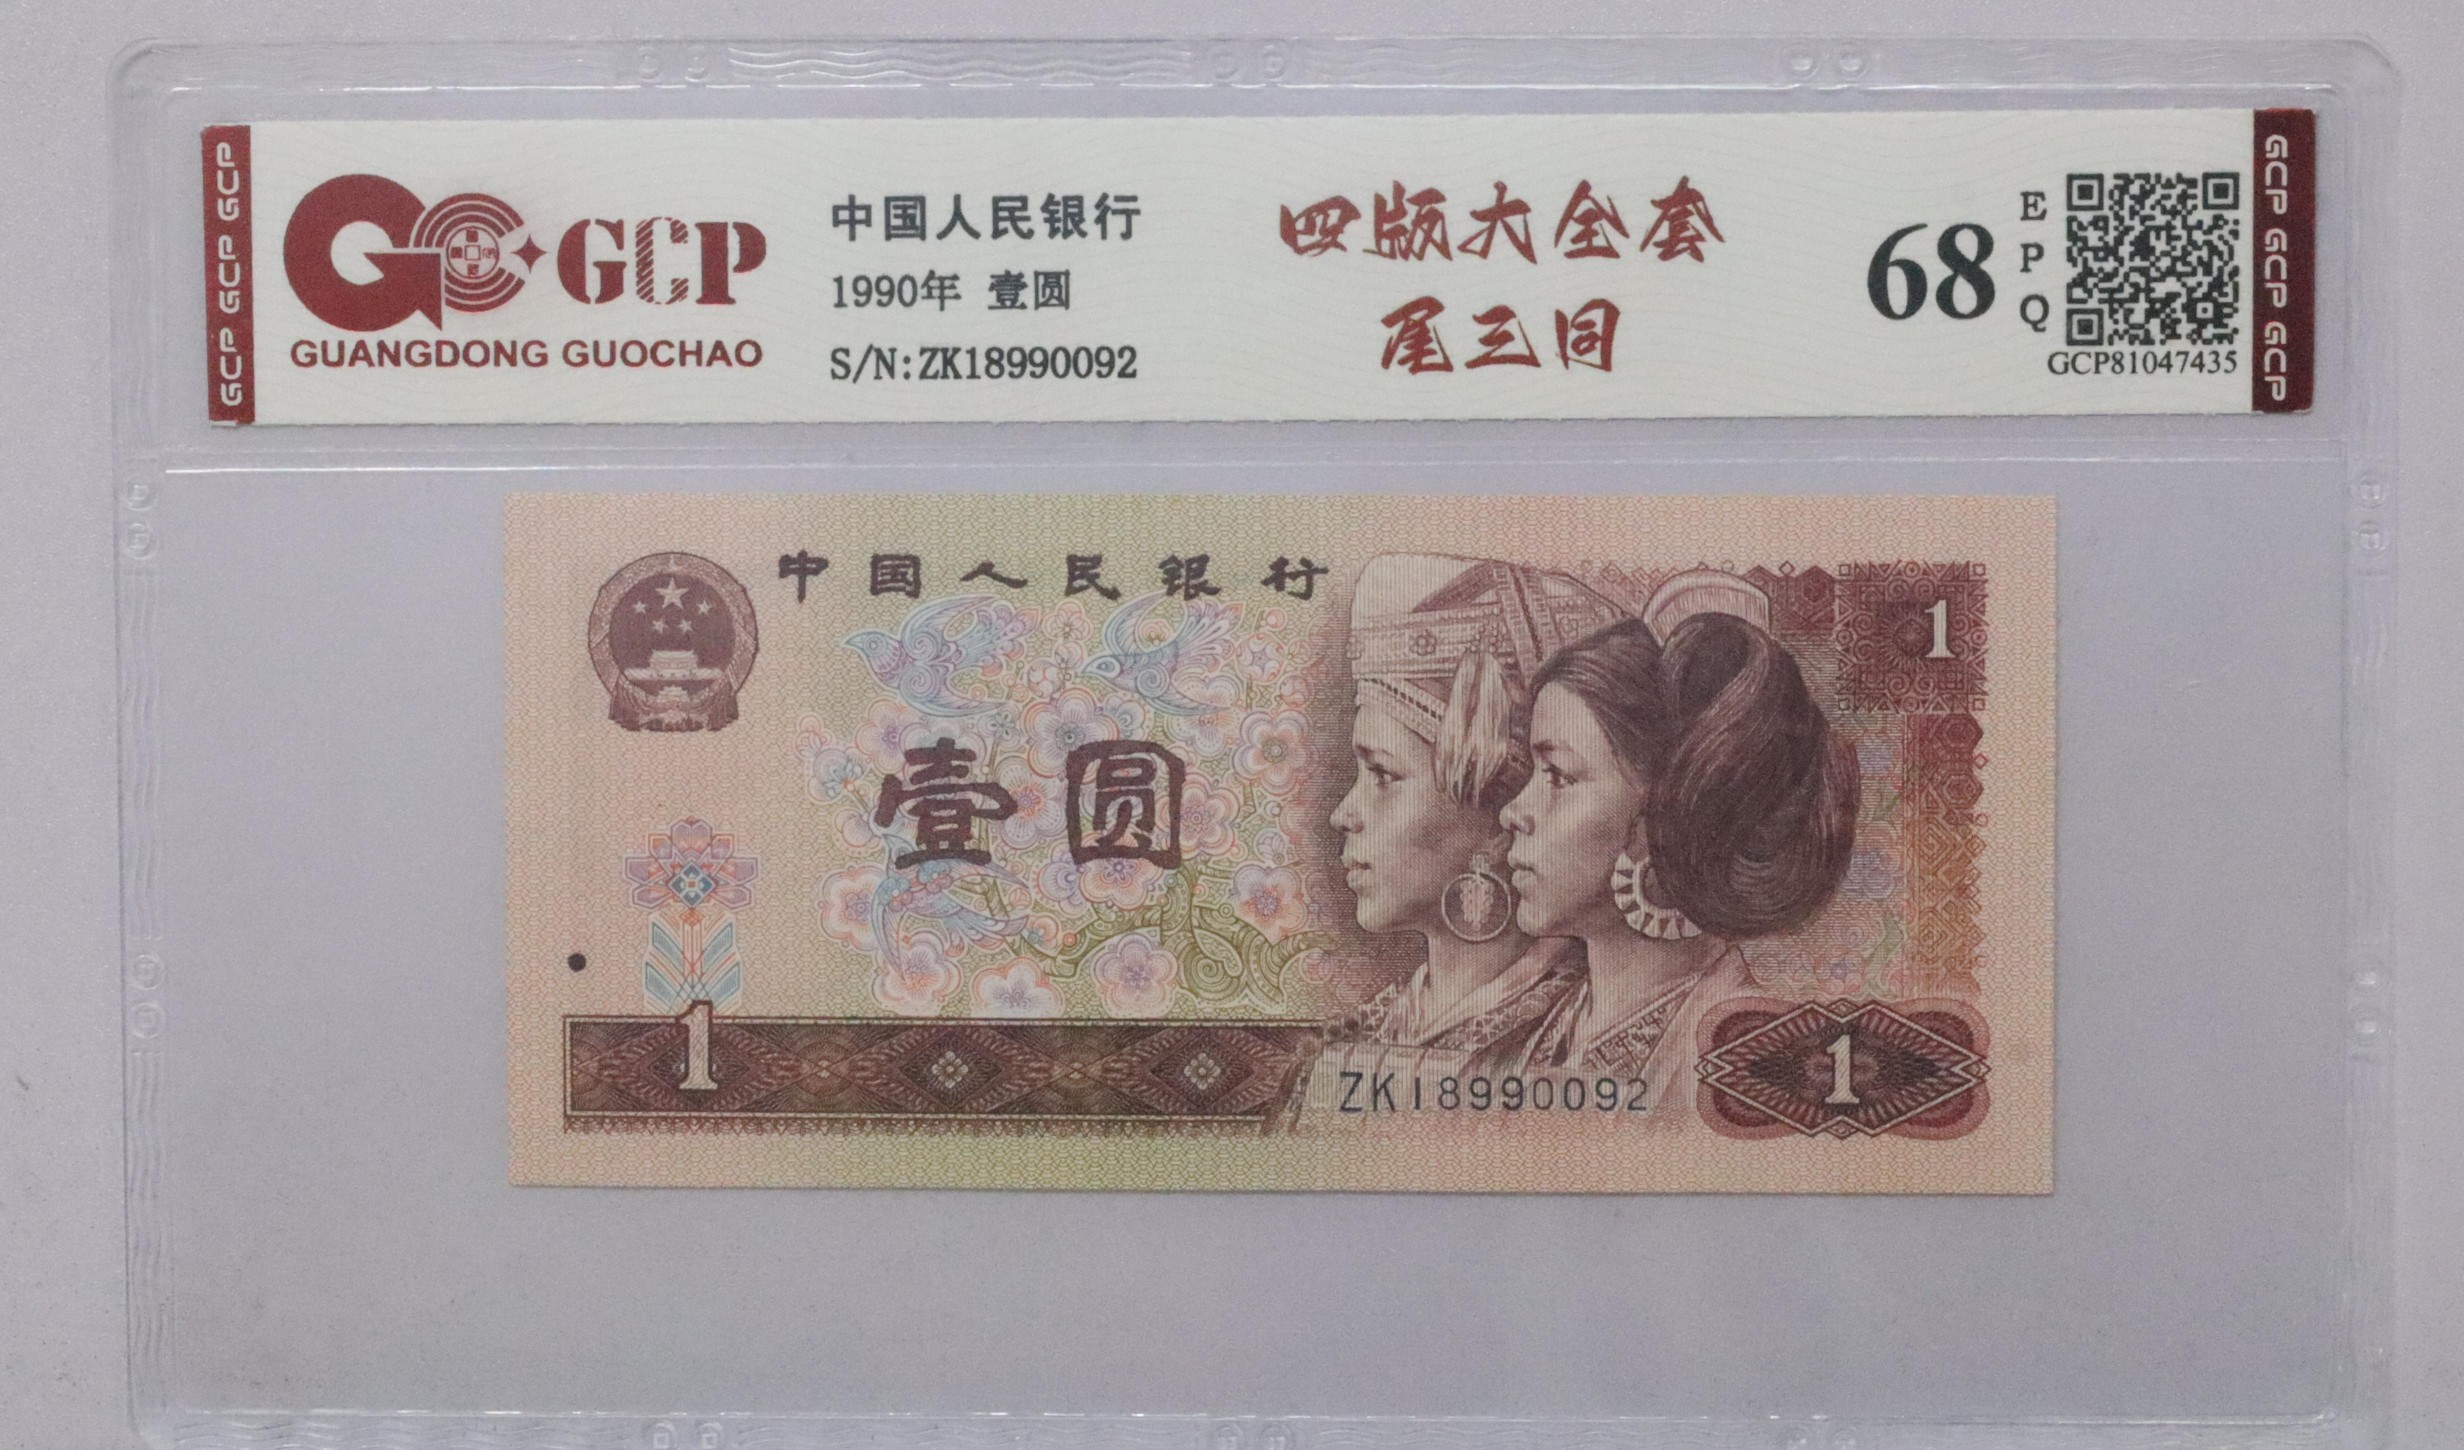 GCP GCP GCP
GCP
GUANGDONG GUOCHAO
中国人民银行
1990年 壹圆
S/N:ZK18990092
四版大全套
尾三同
68
E
P
Q
GCP81047435
GCP GCP GCP
中国人民银行
1
壹圆
1
1
ZK18990092